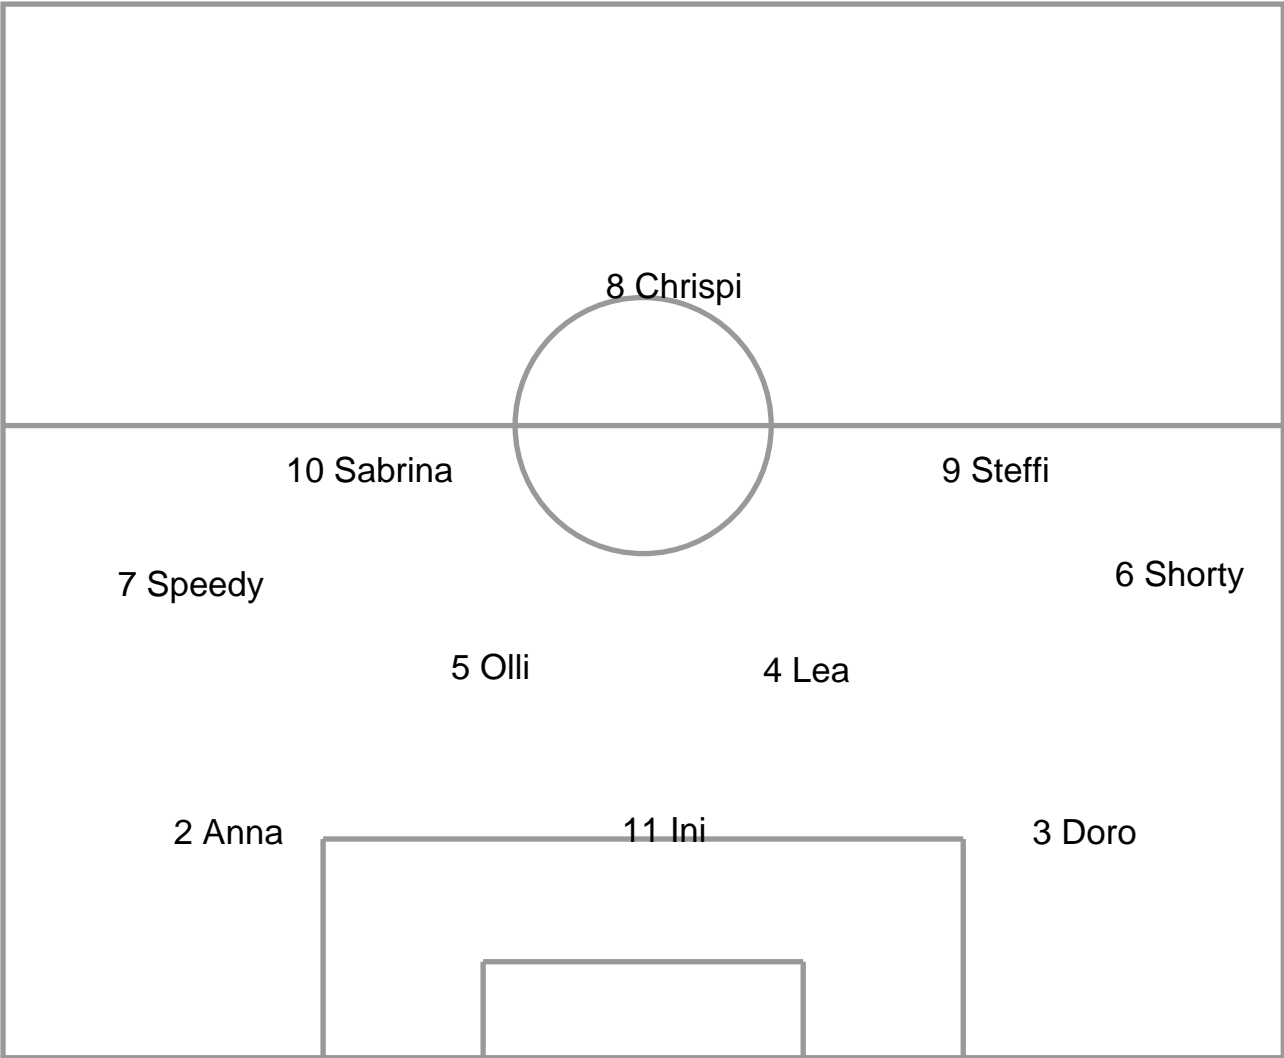 8 Chrispi
10 Sabrina
9 Steffi
7 Speedy
6 Shorty
5 Olli
4 Lea
2 Anna
11 Ini
3 Doro